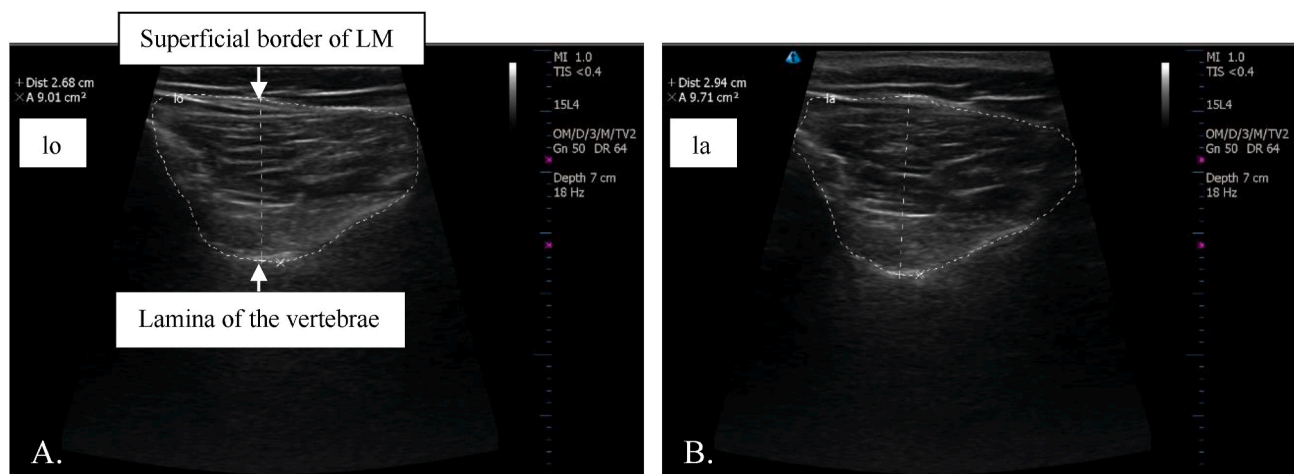 Superficial border of LM
+ Dist 2.68 cm
× A 9.01 cm²
lo
lo
MI 1.0
TIS <0.4
15L4
OM/D/3/M/TV2
Gn 50 DR 64
Depth 7 cm
18 Hz
Lamina of the vertebrae
A.
+ Dist 2.94 cm
× A 9.71 cm²
la
la
MI 1.0
TIS <0.4
15L4
OM/D/3/M/TV2
Gn 50 DR 64
Depth 7 cm
18 Hz
B.